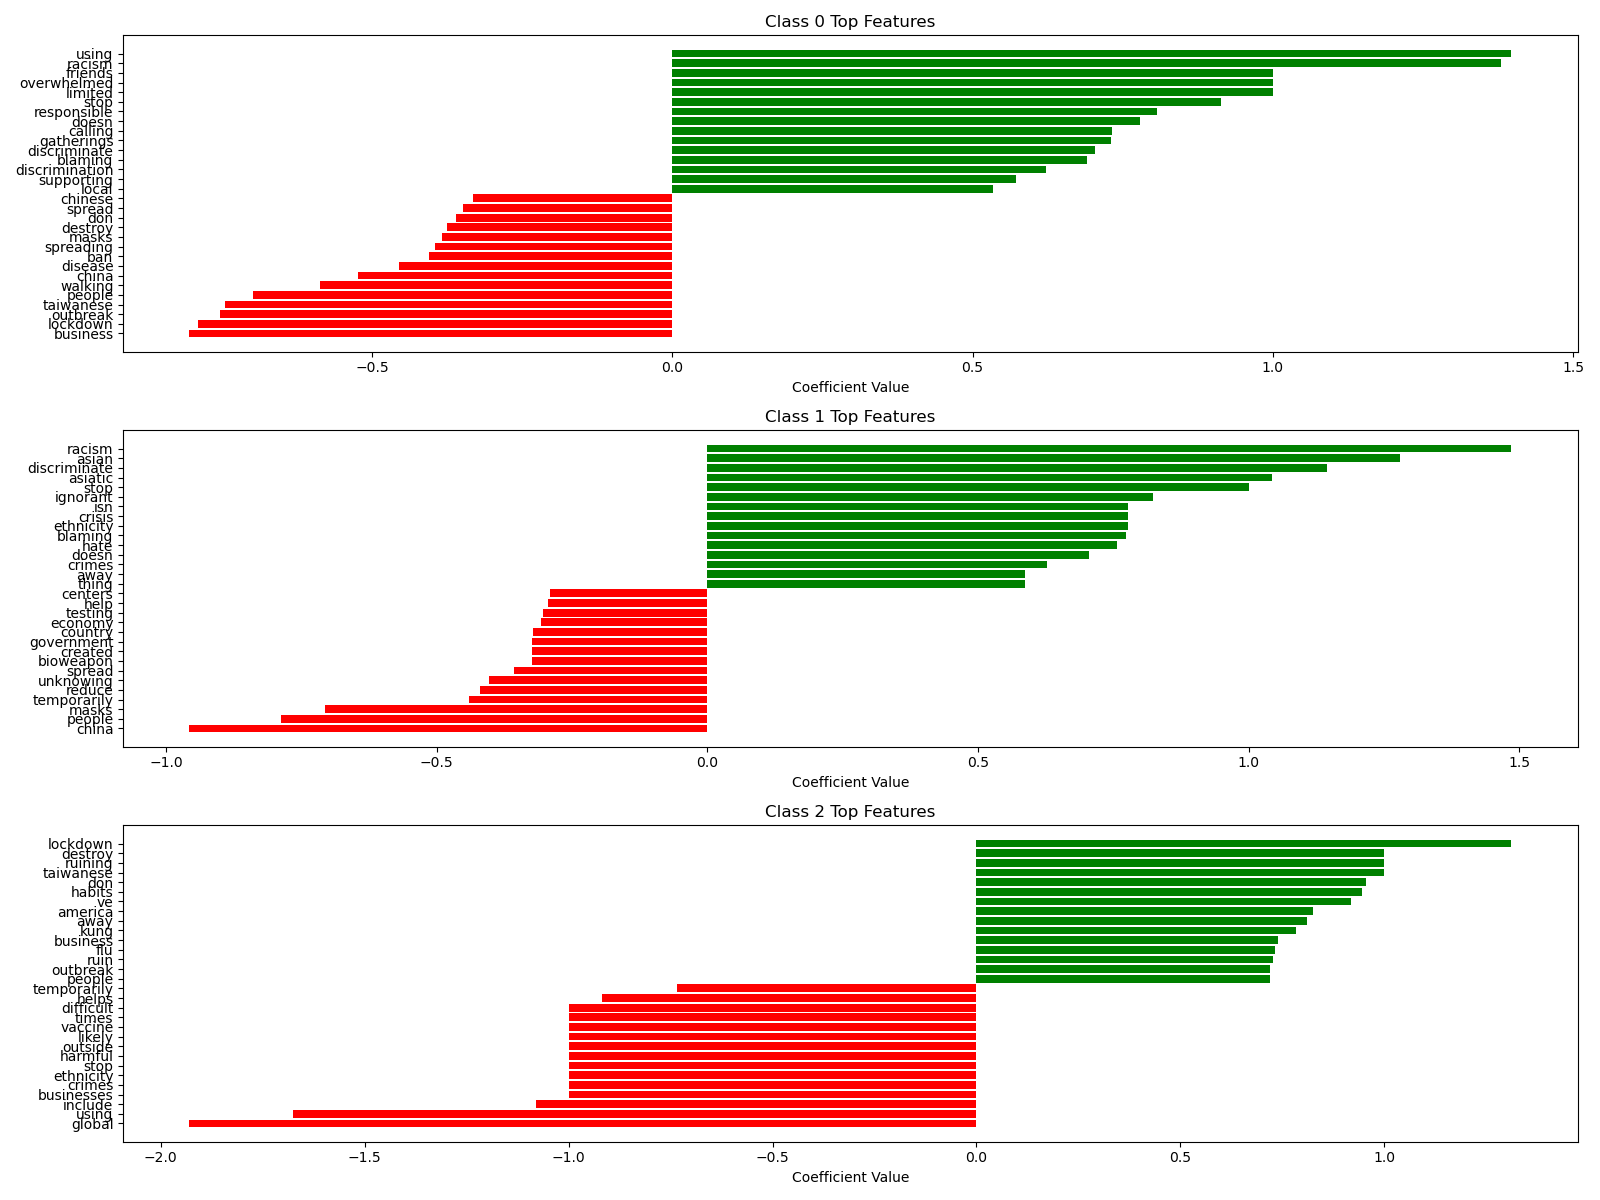 Class 0 Top Features
using
racism
friends
overwhelmed
limited
stop
responsible
doesn
calling
gatherings
discriminate
blaming
discrimination
supporting
local
chinese
spread
don
destroy
masks
spreading
ban
disease
china
walking
people
taiwanese
outbreak
lockdown
business
−0.5 0.0 0.5 1.0 1.5
Coefficient Value
Class 1 Top Features
racism
asian
discriminate
asiatic
stop
ignorant
isn
crisis
ethnicity
blaming
hate
doesn
crimes
away
thing
centers
help
testing
economy
country
government
created
bioweapon
spread
unknowing
reduce
temporarily
masks
people
china
−1.0 −0.5 0.0 0.5 1.0 1.5
Coefficient Value
Class 2 Top Features
lockdown
destroy
ruining
taiwanese
don
habits
ve
america
away
kung
business
flu
ruin
outbreak
people
temporarily
helps
difficult
times
vaccine
likely
outside
harmful
stop
ethnicity
crimes
businesses
include
using
global
−2.0 −1.5 −1.0 −0.5 0.0 0.5 1.0
Coefficient Value